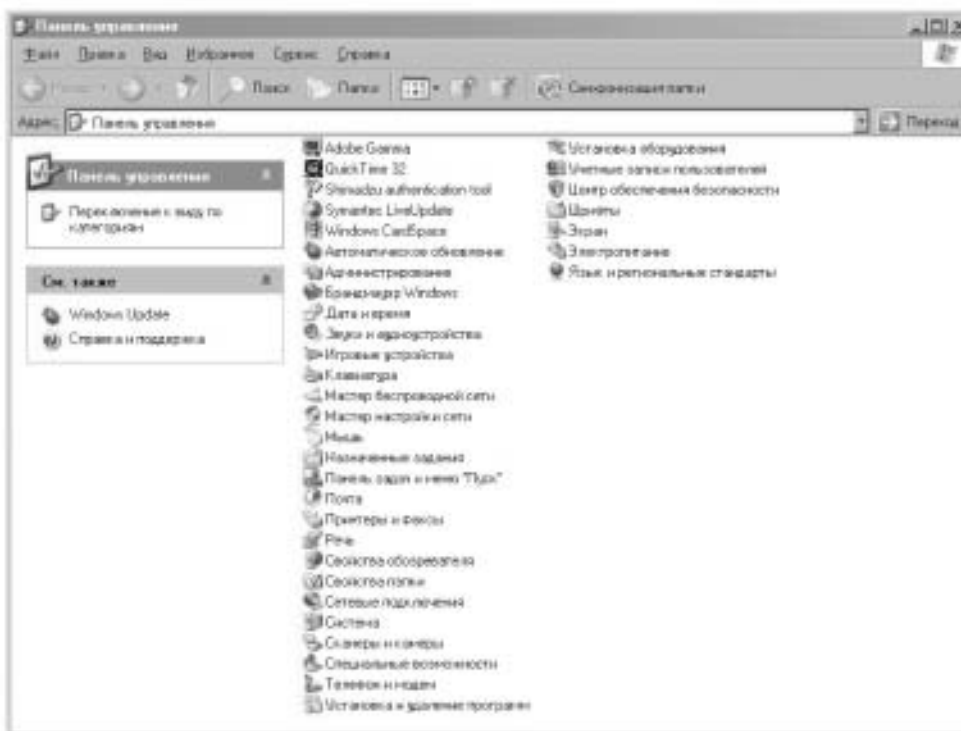 Панель управления
Файл Правка Вид Избранное Сервис Справка
Назад Поиск Папки Синхронизация папки
Адрес: Панель управления Переход
Панель управления
Переключение к виду по
категориям
См. также
Windows Update
Справка и поддержка
Adobe Gamma
QuickTime 32
Shimadzu authentication tool
Symantec LiveUpdate
Windows CardSpace
Автоматическое обновление
Администрирование
Брандмауэр Windows
Дата и время
Звуки и аудиоустройства
Игровые устройства
Клавиатура
Мастер беспроводной сети
Мастер настройки сети
Мышь
Назначенные задания
Панель задач и меню "Пуск"
Почта
Принтеры и факсы
Речь
Свойства обозревателя
Свойства папки
Сетевые подключения
Система
Сканеры и камеры
Специальные возможности
Телефон и модем
Установка и удаление программ
Установка оборудования
Учетные записи пользователей
Центр обеспечения безопасности
Шрифты
Экран
Электропитание
Язык и региональные стандарты